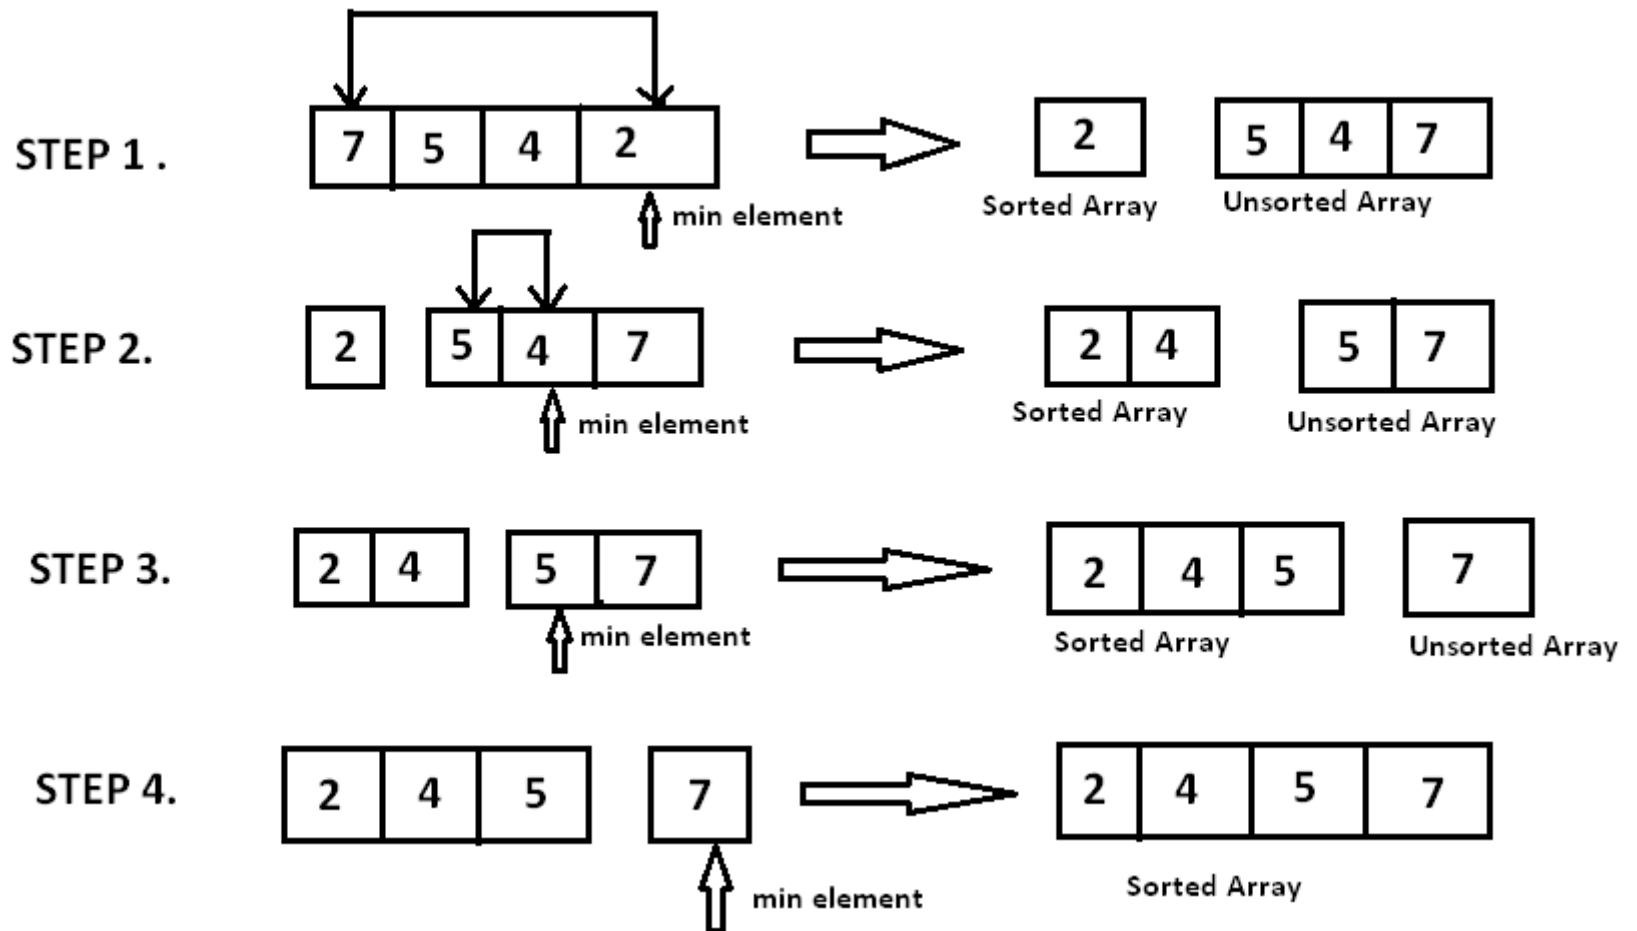 STEP 1 .
7 5 4 2
min element
2
Sorted Array
5 4 7
Unsorted Array
STEP 2.
2
5 4 7
min element
2 4
Sorted Array
5 7
Unsorted Array
STEP 3.
2 4
5 7
min element
2 4 5
Sorted Array
7
Unsorted Array
STEP 4.
2 4 5
7
min element
2 4 5 7
Sorted Array